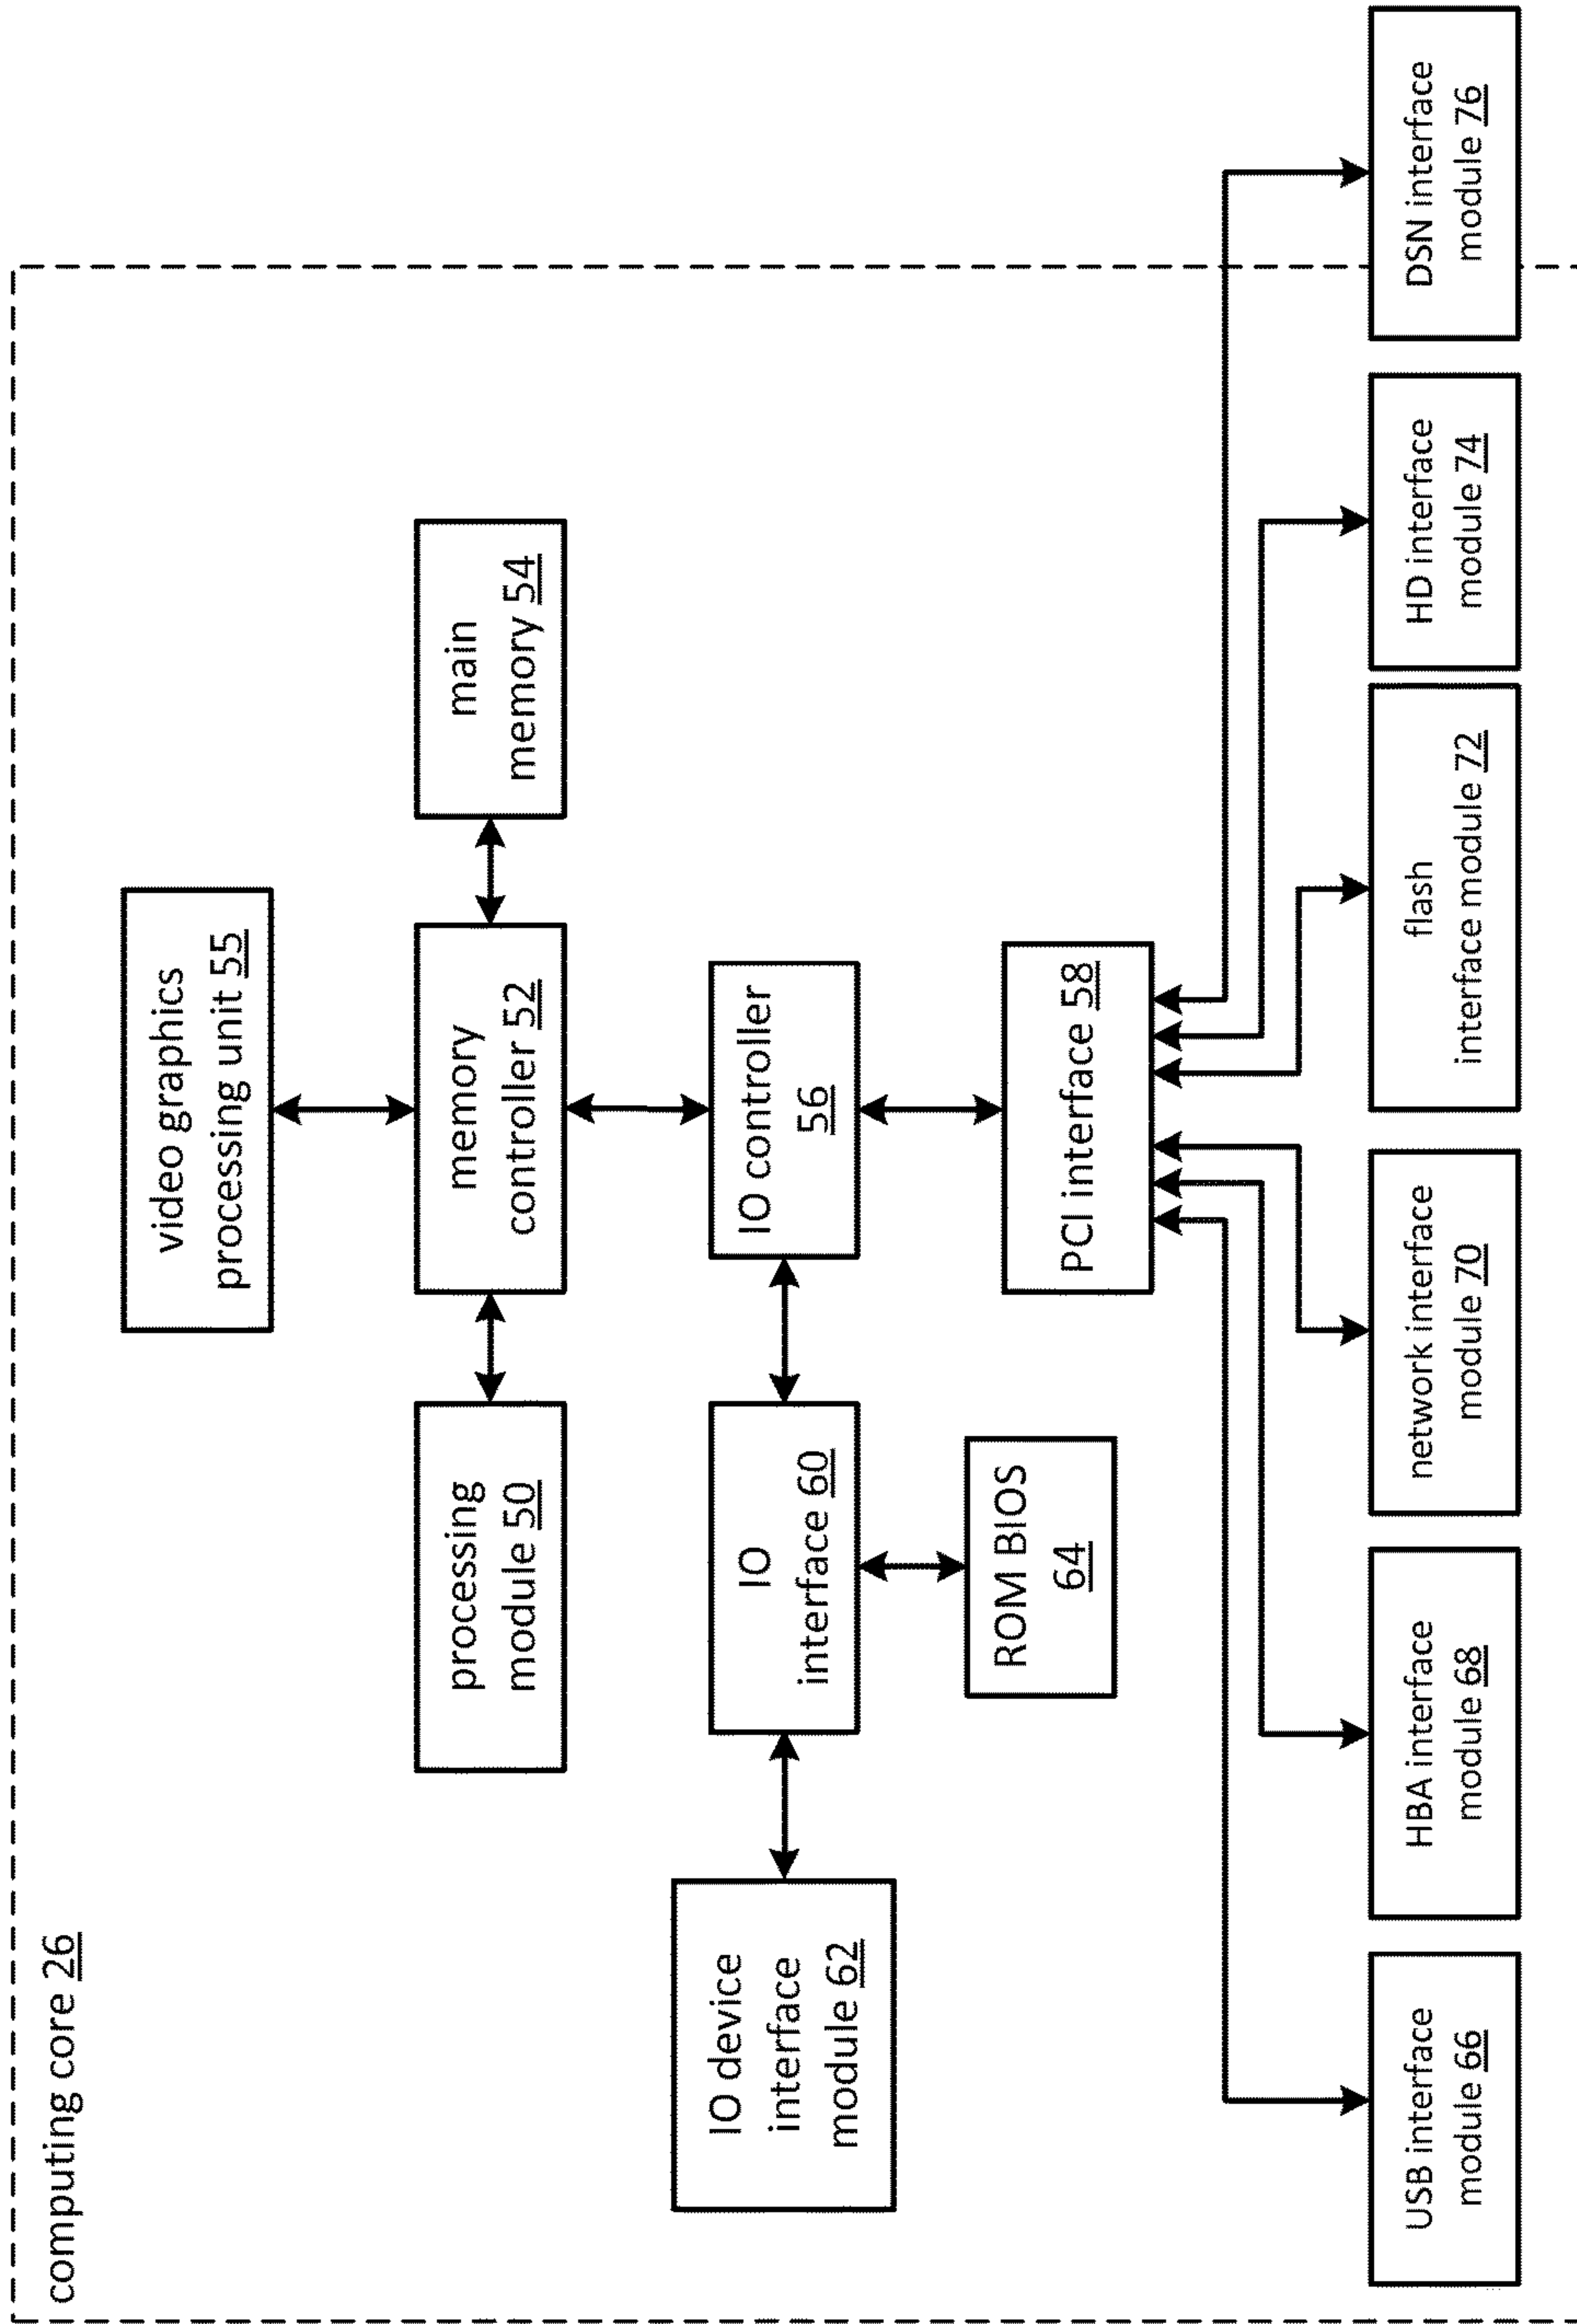 computing core 26
video graphics
processing unit 55
processing
module 50
memory
controller 52
main
memory 54
IO device
interface
module 62
IO
interface 60
IO controller
56
ROM BIOS
64
PCI interface 58
USB interface
module 66
HBA interface
module 68
network interface
module 70
flash
interface module 72
HD interface
module 74
DSN interface
module 76